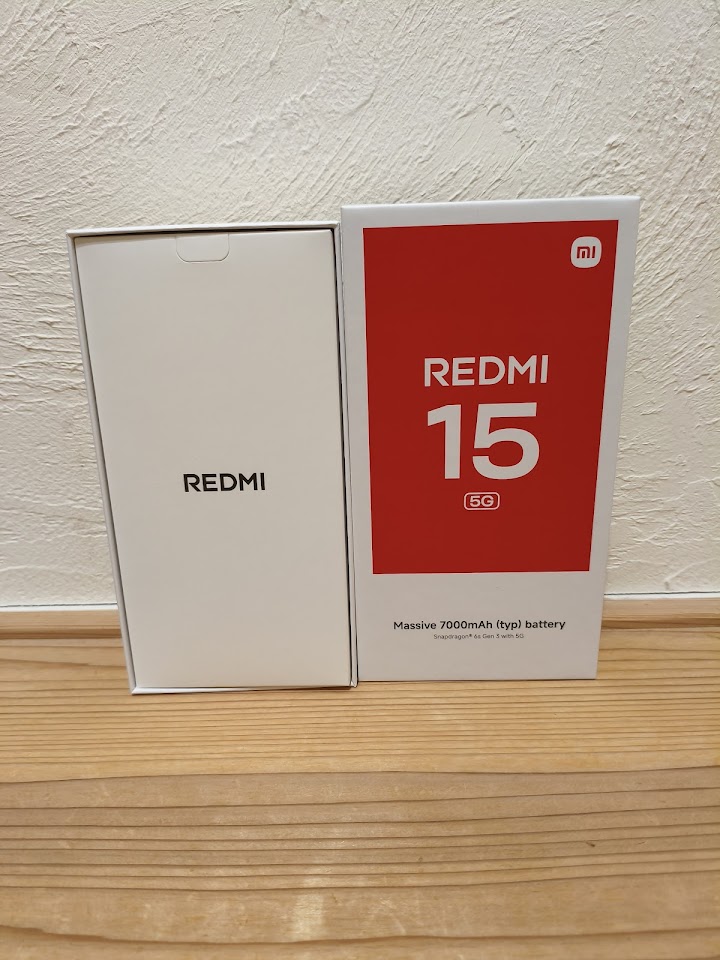 REDMI
mi
REDMI
15
5G
Massive 7000mAh (typ) battery
Snapdragon® 6s Gen 3 with 5G